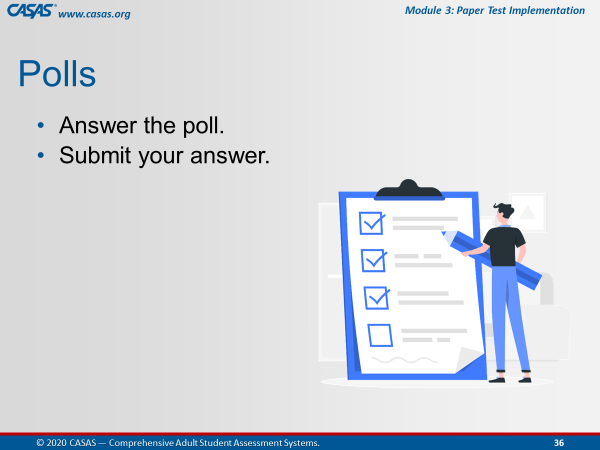 CASAS® www.casas.org
Module 3: Paper Test Implementation
Polls
• Answer the poll.
• Submit your answer.
© 2020 CASAS — Comprehensive Adult Student Assessment Systems.
36